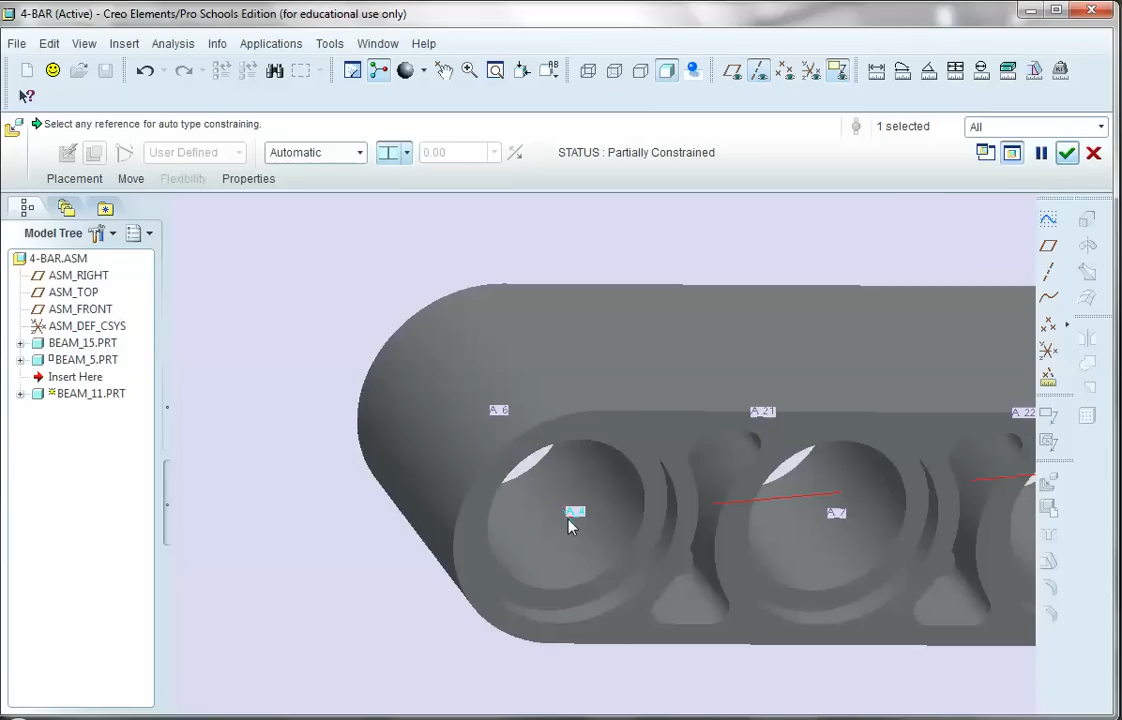 4-BAR (Active) - Creo Elements/Pro Schools Edition (for educational use only)
File Edit View Insert Analysis Info Applications Tools Window Help
Select any reference for auto type constraining.
1 selected
All
User Defined
Automatic
0.00
STATUS : Partially Constrained
Placement Move Flexibility Properties
Model Tree
4-BAR.ASM
ASM_RIGHT
ASM_TOP
ASM_FRONT
ASM_DEF_CSYS
BEAM_15.PRT
BEAM_5.PRT
Insert Here
BEAM_11.PRT
A_6
A_21
A_22
A_4
A_7